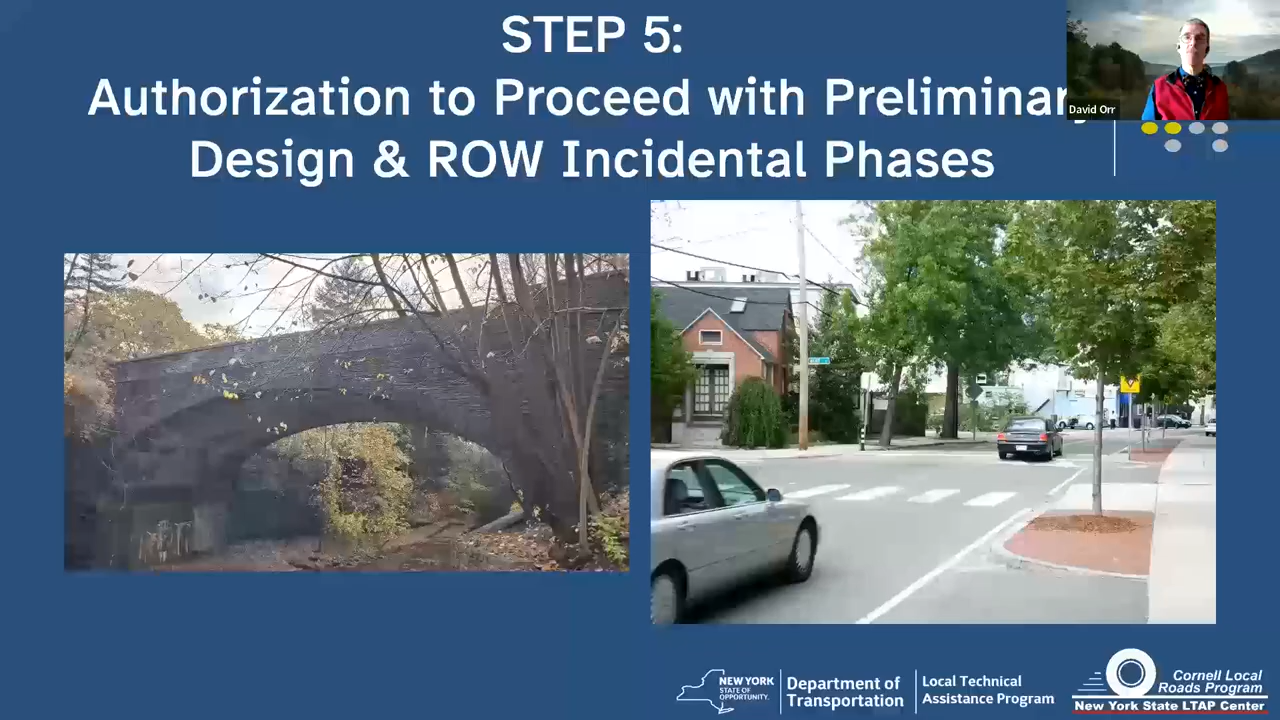 STEP 5:
Authorization to Proceed with Preliminary
Design & ROW Incidental Phases
David Orr
NEW YORK
STATE OF
OPPORTUNITY.
Department of
Transportation
Local Technical
Assistance Program
Cornell Local
Roads Program
New York State LTAP Center